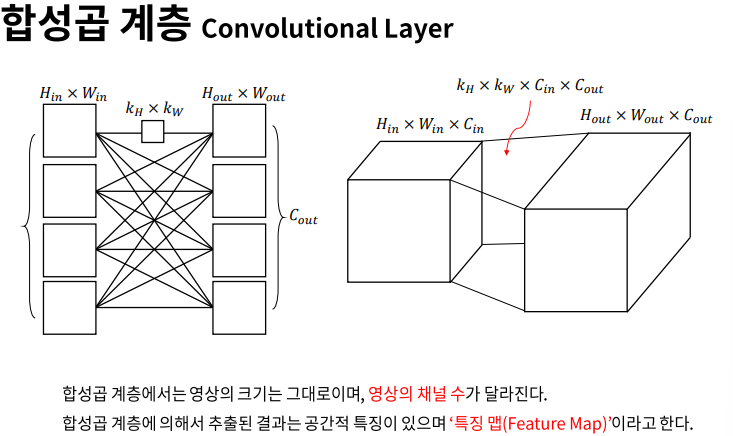 합성곱 계층 Convolutional Layer
k_H × k_W × C_in × C_out
H_in × W_in
H_out × W_out
k_H × k_W
H_in × W_in × C_in
H_out × W_out × C_out
C_out
합성곱 계층에서는 영상의 크기는 그대로이며, 영상의 채널 수가 달라진다.
합성곱 계층에 의해서 추출된 결과는 공간적 특징이 있으며 ‘특징 맵(Feature Map)’이라고 한다.